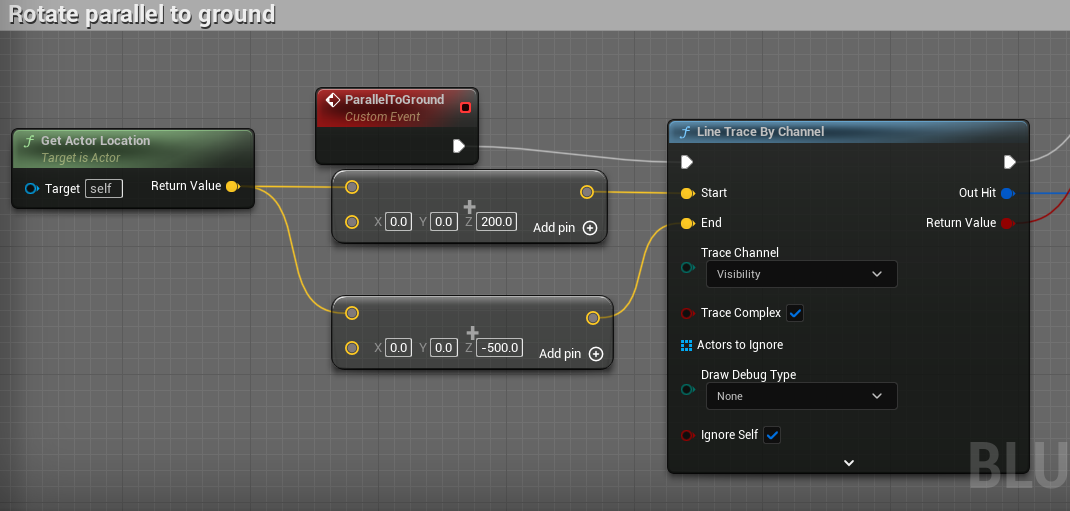 Rotate parallel to ground
ParallelToGround
Custom Event
Get Actor Location
Target is Actor
Target self
Return Value
X 0.0 Y 0.0 Z 200.0
Add pin
X 0.0 Y 0.0 Z -500.0
Add pin
Line Trace By Channel
Start
Out Hit
End
Return Value
Trace Channel
Visibility
Trace Complex
Actors to Ignore
Draw Debug Type
None
Ignore Self
BLU